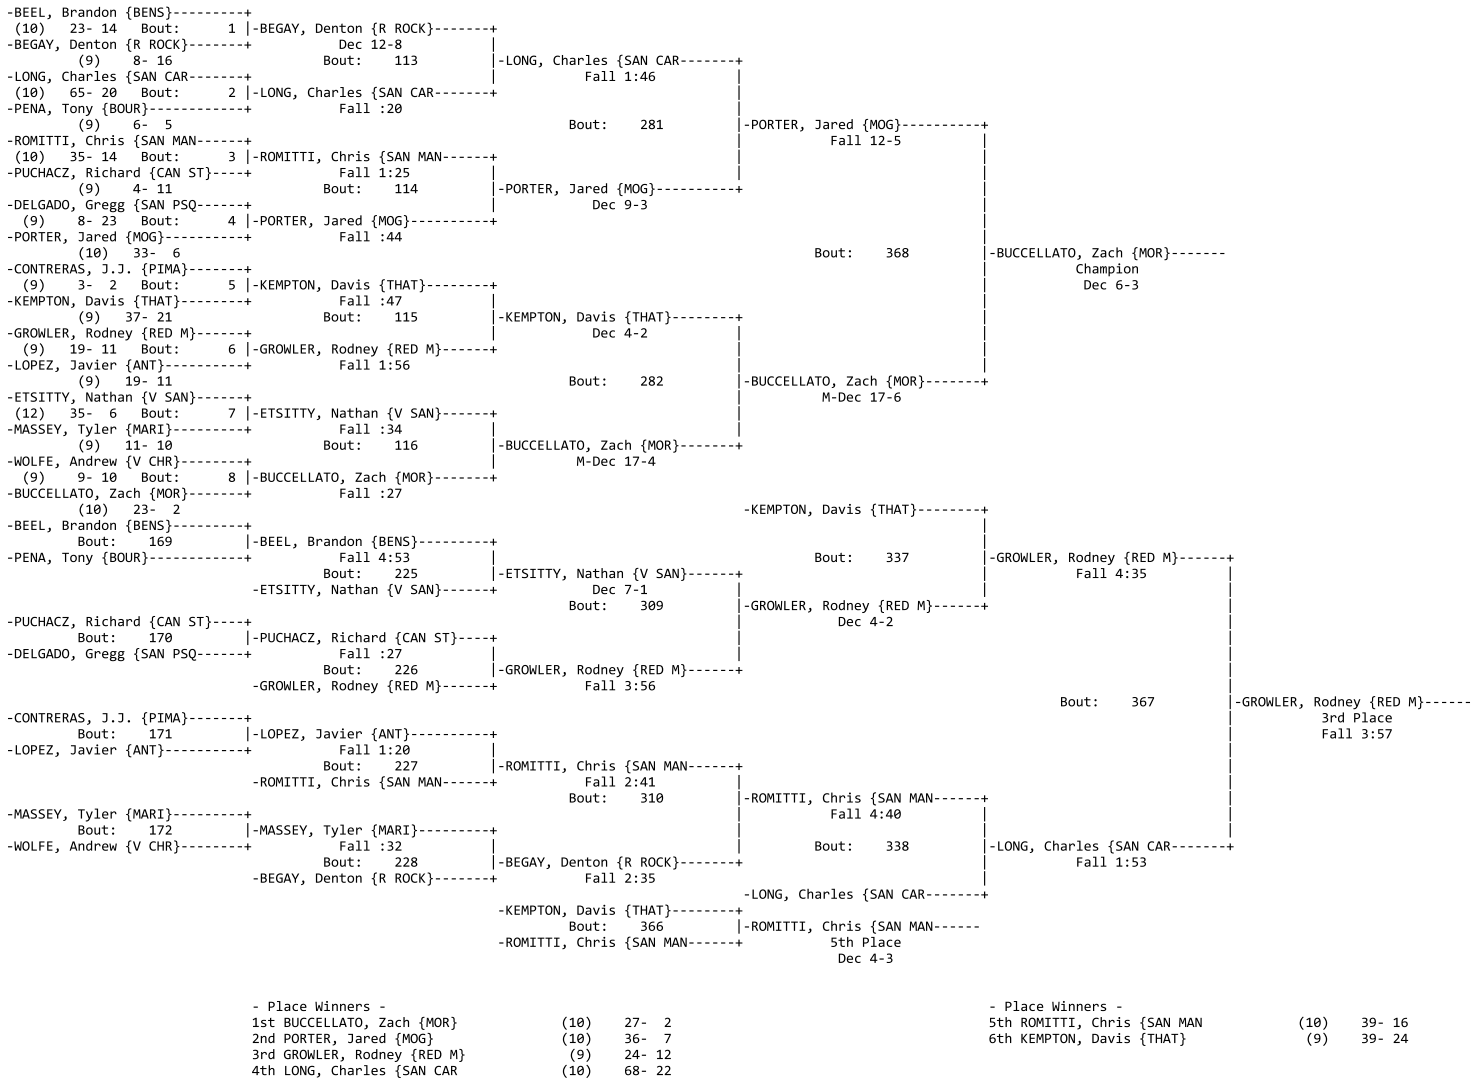 -BEEL, Brandon {BENS}---------+
(10) 23- 14 Bout: 1 |-BEGAY, Denton {R ROCK}-------+
-BEGAY, Denton {R ROCK}-------+ Dec 12-8 |
(9) 8- 16 Bout: 113 |-LONG, Charles {SAN CAR-------+
-LONG, Charles {SAN CAR-------+ | Fall 1:46 |
(10) 65- 20 Bout: 2 |-LONG, Charles {SAN CAR-------+ |
-PENA, Tony {BOUR}------------+ Fall :20 |
(9) 6- 5 Bout: 281 |-PORTER, Jared {MOG}----------+
-ROMITTI, Chris {SAN MAN------+ | Fall 12-5 |
(10) 35- 14 Bout: 3 |-ROMITTI, Chris {SAN MAN------+ | |
-PUCHACZ, Richard {CAN ST}----+ Fall 1:25 | | |
(9) 4- 11 Bout: 114 |-PORTER, Jared {MOG}----------+ |
-DELGADO, Gregg {SAN PSQ------+ | Dec 9-3 |
(9) 8- 23 Bout: 4 |-PORTER, Jared {MOG}----------+ |
-PORTER, Jared {MOG}----------+ Fall :44 |
(10) 33- 6 Bout: 368 |-BUCCELLATO, Zach {MOR}-------
-CONTRERAS, J.J. {PIMA}-------+ | Champion
(9) 3- 2 Bout: 5 |-KEMPTON, Davis {THAT}--------+ | Dec 6-3
-KEMPTON, Davis {THAT}--------+ Fall :47 | |
(9) 37- 21 Bout: 115 |-KEMPTON, Davis {THAT}--------+ |
-GROWLER, Rodney {RED M}------+ | Dec 4-2 | |
(9) 19- 11 Bout: 6 |-GROWLER, Rodney {RED M}------+ | |
-LOPEZ, Javier {ANT}----------+ Fall 1:56 | |
(9) 19- 11 Bout: 282 |-BUCCELLATO, Zach {MOR}-------+
-ETSITTY, Nathan {V SAN}------+ | M-Dec 17-6
(12) 35- 6 Bout: 7 |-ETSITTY, Nathan {V SAN}------+ |
-MASSEY, Tyler {MARI}---------+ Fall :34 | |
(9) 11- 10 Bout: 116 |-BUCCELLATO, Zach {MOR}-------+
-WOLFE, Andrew {V CHR}--------+ | M-Dec 17-4
(9) 9- 10 Bout: 8 |-BUCCELLATO, Zach {MOR}-------+
-BUCCELLATO, Zach {MOR}-------+ Fall :27
(10) 23- 2 -KEMPTON, Davis {THAT}--------+
-BEEL, Brandon {BENS}---------+ |
Bout: 169 |-BEEL, Brandon {BENS}---------+ |
-PENA, Tony {BOUR}------------+ Fall 4:53 | Bout: 337 |-GROWLER, Rodney {RED M}------+
Bout: 225 |-ETSITTY, Nathan {V SAN}------+ | Fall 4:35 |
-ETSITTY, Nathan {V SAN}------+ Dec 7-1 | | |
Bout: 309 |-GROWLER, Rodney {RED M}------+ |
-PUCHACZ, Richard {CAN ST}----+ | Dec 4-2 |
Bout: 170 |-PUCHACZ, Richard {CAN ST}----+ | |
-DELGADO, Gregg {SAN PSQ------+ Fall :27 | | |
Bout: 226 |-GROWLER, Rodney {RED M}------+ |
-GROWLER, Rodney {RED M}------+ Fall 3:56 |
Bout: 367 |-GROWLER, Rodney {RED M}------
-CONTRERAS, J.J. {PIMA}-------+ | 3rd Place
Bout: 171 |-LOPEZ, Javier {ANT}----------+ | Fall 3:57
-LOPEZ, Javier {ANT}----------+ Fall 1:20 | |
Bout: 227 |-ROMITTI, Chris {SAN MAN------+ |
-ROMITTI, Chris {SAN MAN------+ Fall 2:41 | |
Bout: 310 |-ROMITTI, Chris {SAN MAN------+ |
-MASSEY, Tyler {MARI}---------+ | Fall 4:40 | |
Bout: 172 |-MASSEY, Tyler {MARI}---------+ | | |
-WOLFE, Andrew {V CHR}--------+ Fall :32 | | Bout: 338 |-LONG, Charles {SAN CAR-------+
Bout: 228 |-BEGAY, Denton {R ROCK}-------+ | Fall 1:53
-BEGAY, Denton {R ROCK}-------+ Fall 2:35 |
-LONG, Charles {SAN CAR-------+
-KEMPTON, Davis {THAT}--------+
Bout: 366 |-ROMITTI, Chris {SAN MAN------
-ROMITTI, Chris {SAN MAN------+ 5th Place
Dec 4-3
- Place Winners - - Place Winners -
1st BUCCELLATO, Zach {MOR} (10) 27- 2 5th ROMITTI, Chris {SAN MAN (10) 39- 16
2nd PORTER, Jared {MOG} (10) 36- 7 6th KEMPTON, Davis {THAT} (9) 39- 24
3rd GROWLER, Rodney {RED M} (9) 24- 12
4th LONG, Charles {SAN CAR (10) 68- 22